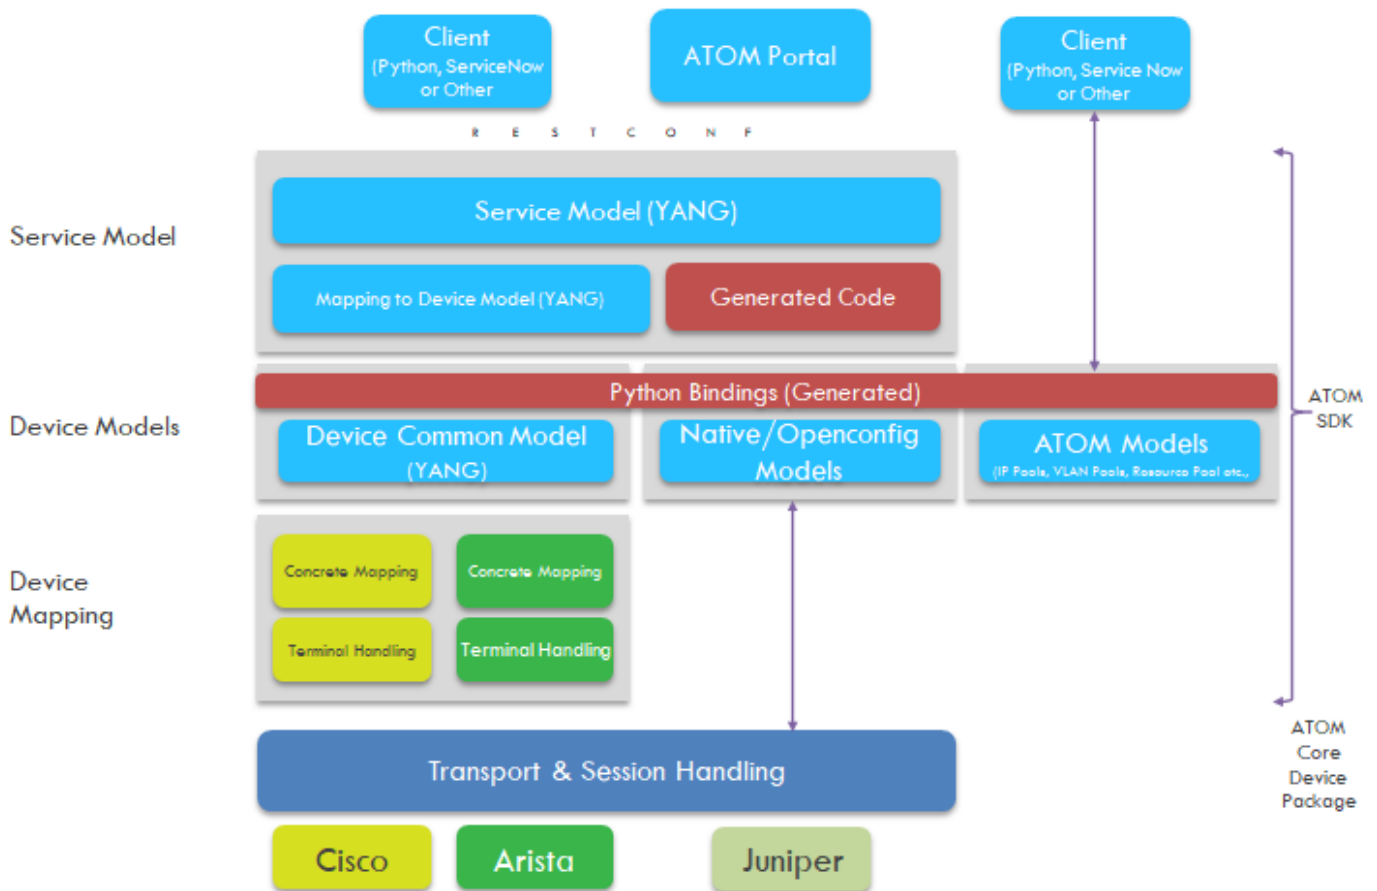 Client
(Python, ServiceNow
or Other
ATOM Portal
Client
(Python, Service Now
or Other
R E S T C O N F
Service Model
Service Model (YANG)
Mapping to Device Model (YANG)
Generated Code
Device Models
Python Bindings (Generated)
Device Common Model
(YANG)
Native/Openconfig
Models
ATOM Models
(IP Pools, VLAN Pools, Resource Pool etc.,
ATOM
SDK
Device
Mapping
Concrete Mapping
Concrete Mapping
Terminal Handling
Terminal Handling
Transport & Session Handling
ATOM
Core
Device
Package
Cisco
Arista
Juniper